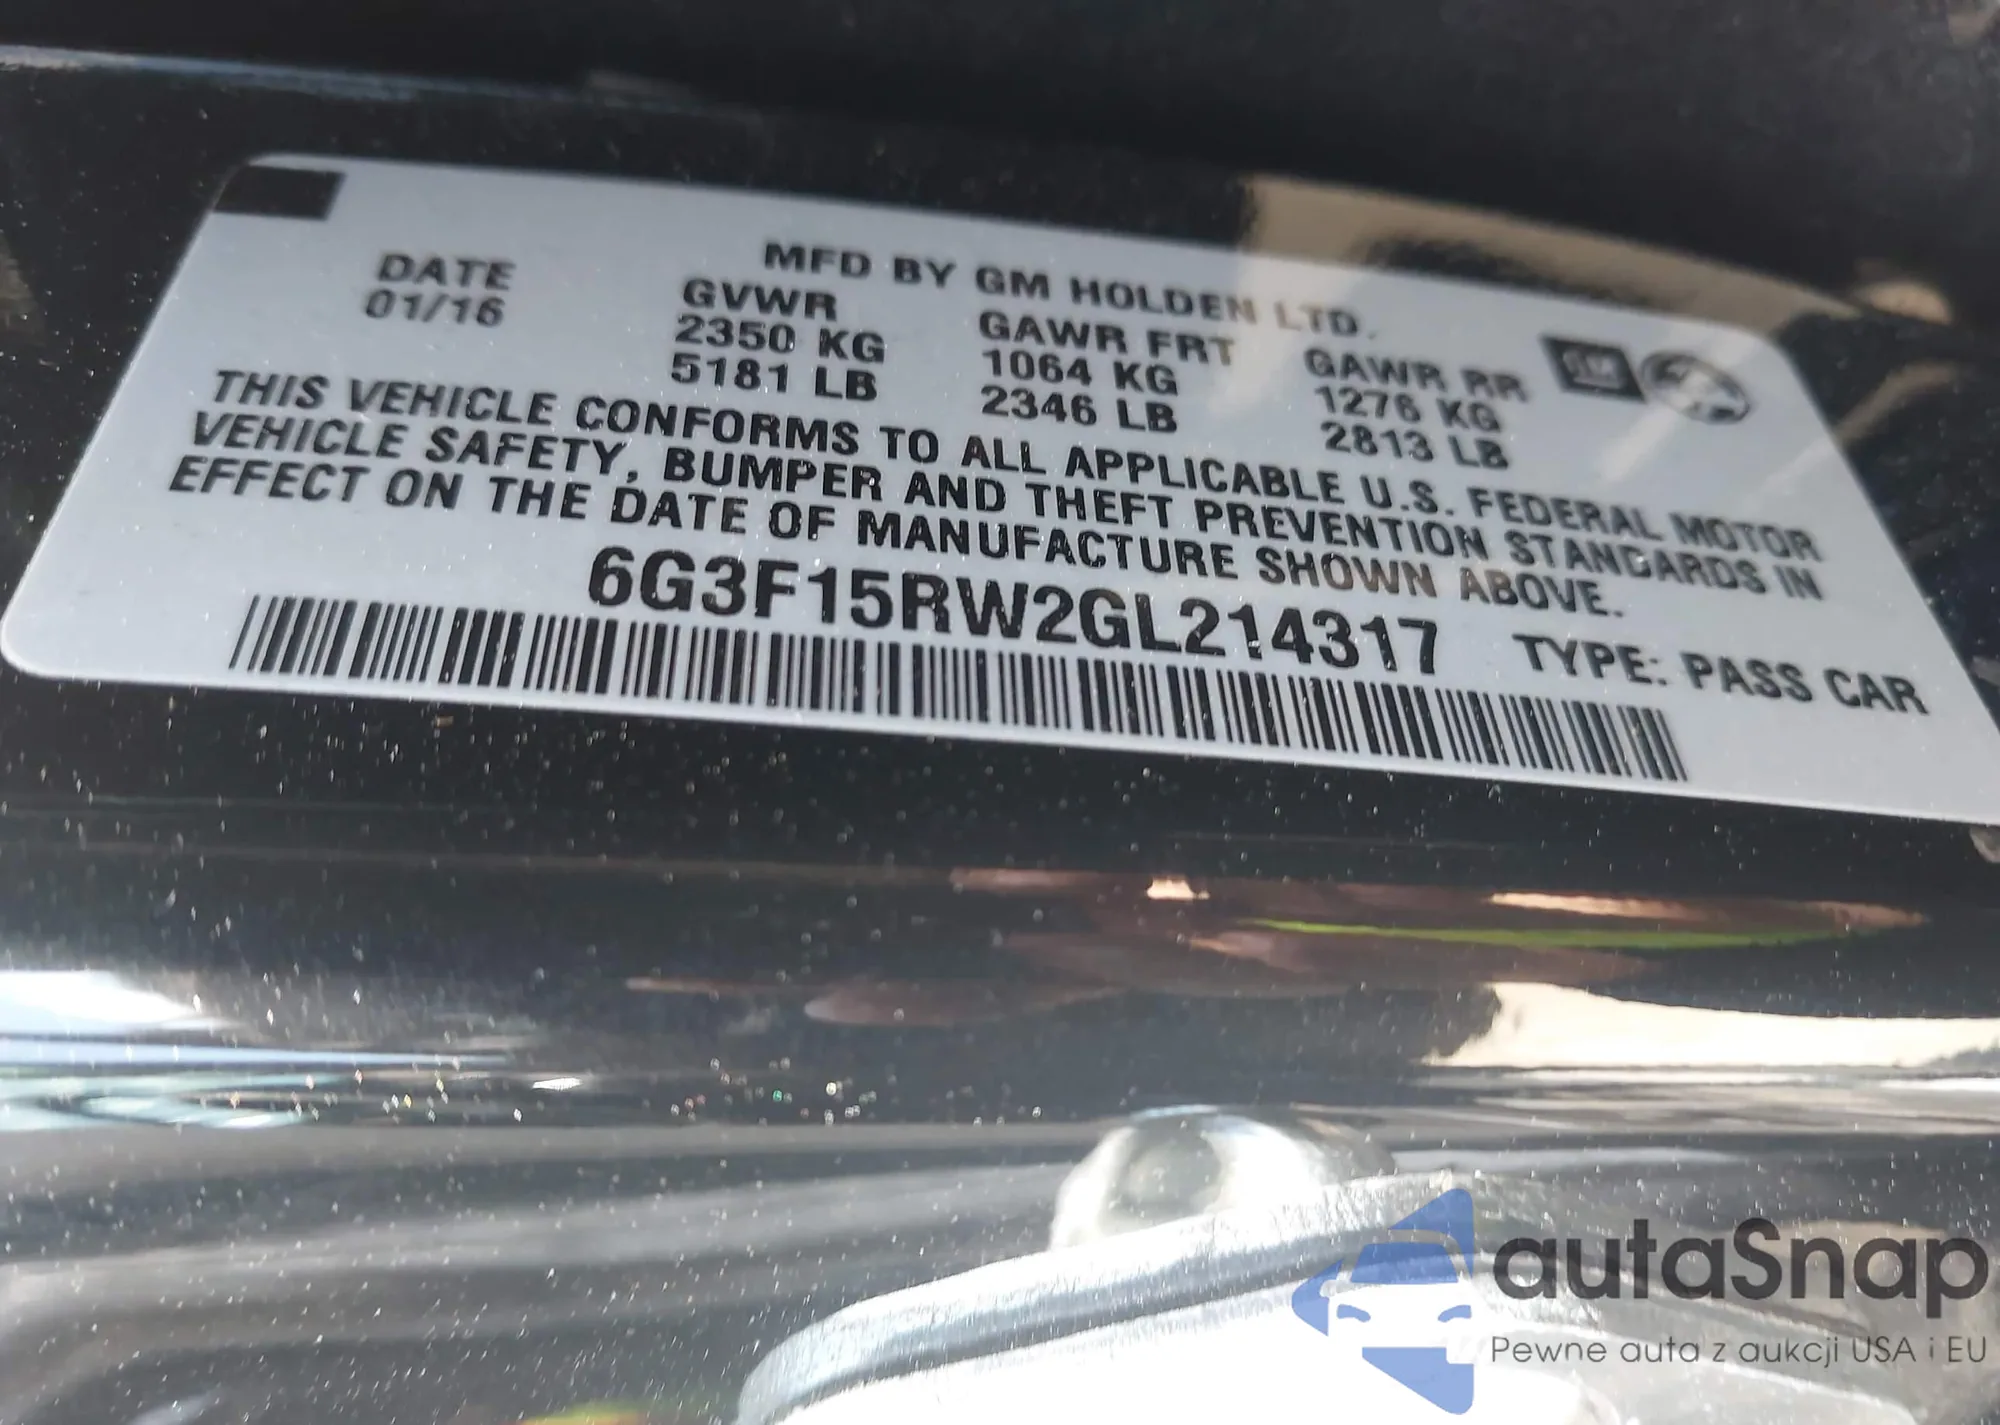 MFD BY GM HOLDEN LTD.
DATE
01/16
GVWR
2350 KG
5181 LB
GAWR FRT
1064 KG
2346 LB
GAWR RR
1276 KG
2813 LB
GM
THIS VEHICLE CONFORMS TO ALL APPLICABLE U.S. FEDERAL MOTOR
VEHICLE SAFETY, BUMPER AND THEFT PREVENTION STANDARDS IN
EFFECT ON THE DATE OF MANUFACTURE SHOWN ABOVE.
6G3F15RW2GL214317
TYPE: PASS CAR
autaSnap
Pewne auta z aukcji USA i EU